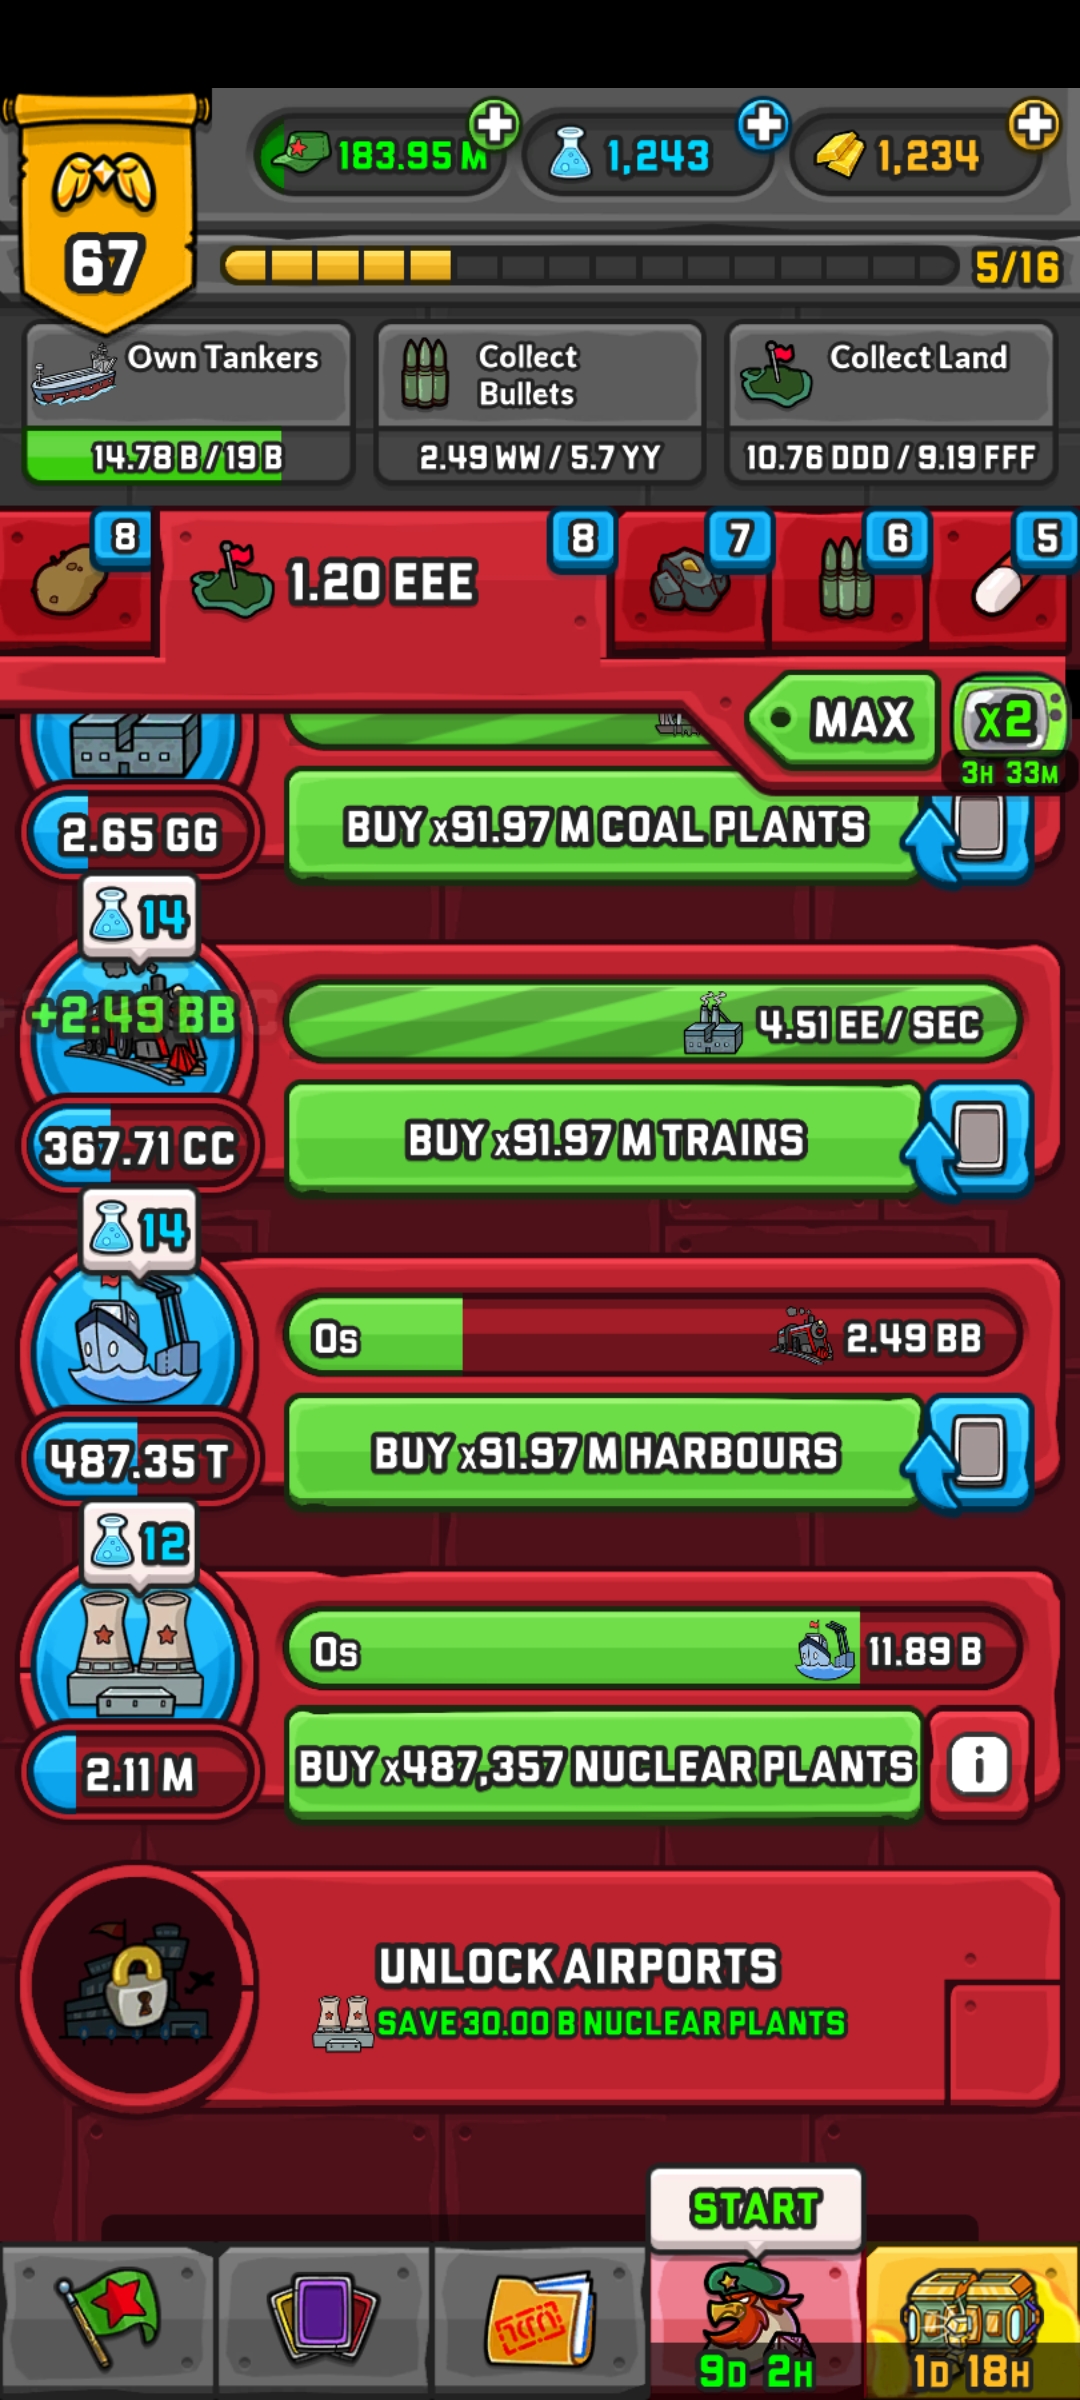 183.95 M
1,243
1,234
67
5/16
Own Tankers
14.78 B / 19 B
Collect
Bullets
2.49 WW / 5.7 YY
Collect Land
10.76 DDD / 9.19 FFF
8
1.20 EEE
8
7
6
5
MAX
x2
3H 33M
2.65 GG
BUY x91.97 M COAL PLANTS
14
+2.49 BB
4.51 EE / SEC
367.71 CC
BUY x91.97 M TRAINS
14
0s
2.49 BB
487.35 T
BUY x91.97 M HARBOURS
12
0s
11.89 B
2.11 M
BUY x487,357 NUCLEAR PLANTS
i
UNLOCK AIRPORTS
SAVE 30.00 B NUCLEAR PLANTS
START
9D 2H
1D 18H